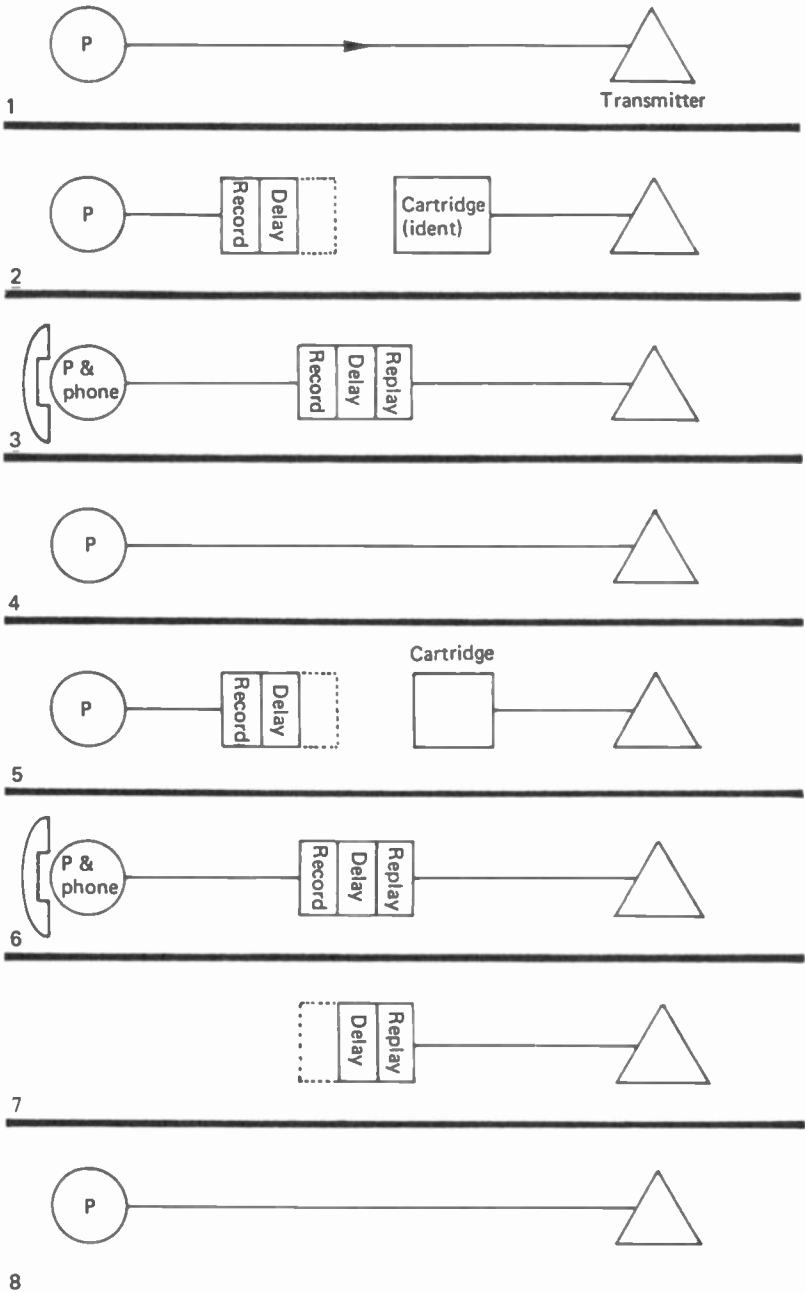 P
Transmitter
1
P
Record
Delay
Cartridge
(ident)
2
P &
phone
Record
Delay
Replay
3
P
4
P
Record
Delay
Cartridge
5
P &
phone
Record
Delay
Replay
6
Delay
Replay
7
P
8